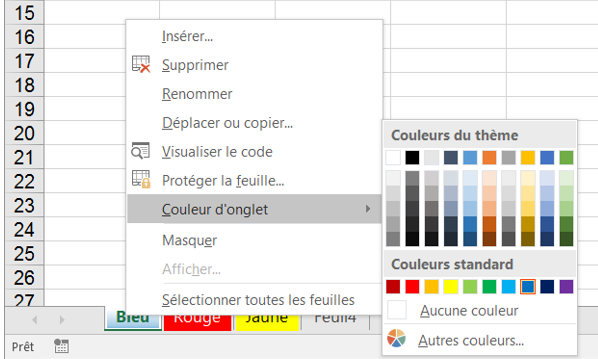 15
16
17
18
19
20
21
22
23
24
25
26
27
Insérer...
Supprimer
Renommer
Déplacer ou copier...
Visualiser le code
Protéger la feuille...
Couleur d'onglet
Masquer
Afficher...
Sélectionner toutes les feuilles
Couleurs du thème
Couleurs standard
Aucune couleur
Autres couleurs...
Bleu Rouge Jaune Feuil4
Prêt